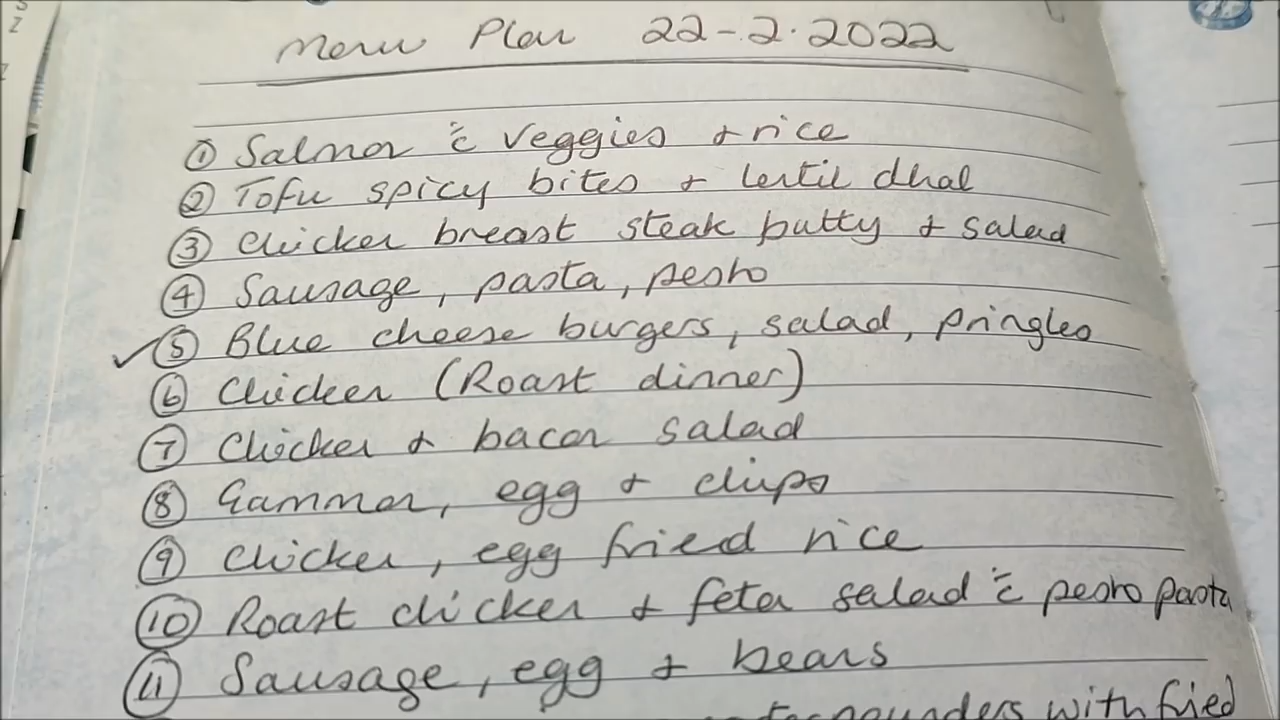 Menu Plan 22-2.2022
① Salmon c̄ veggies + rice
② Tofu spicy bites + lentil dhal
③ Chicken breast steak butty + salad
④ Sausage, pasta, pesto
✓⑤ Blue cheese burgers, salad, pringles
⑥ Chicken (Roast dinner)
⑦ Chicken + bacon salad
⑧ Gammon, egg + chips
⑨ Chicken, egg fried rice
⑩ Roast chicken + feta salad c̄ pesto pasta
⑪ Sausage, egg + beans
with fried